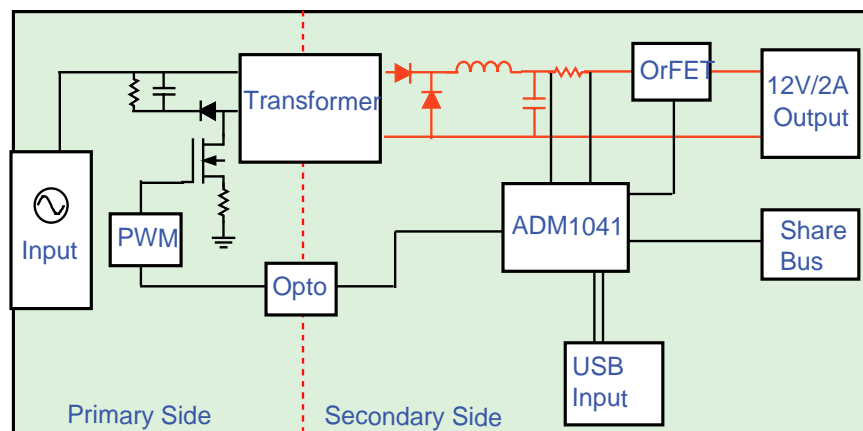 Transformer
OrFET
12V/2A
Output
Input
PWM
Opto
ADM1041
Share
Bus
USB
Input
Primary Side
Secondary Side